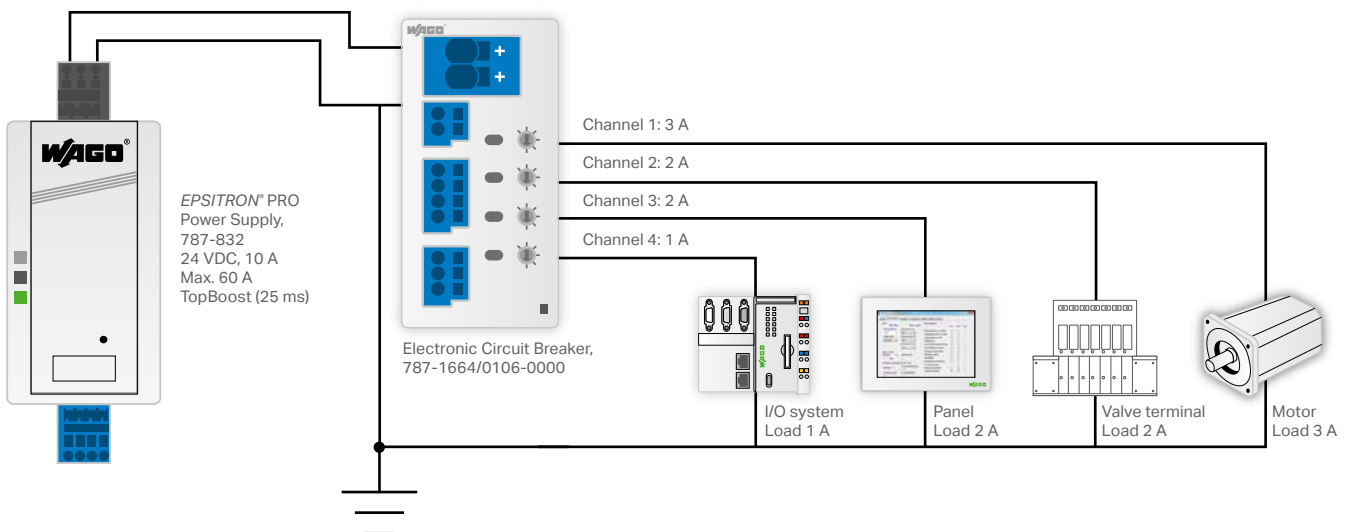 WAGO®
+
+
WAGO®
EPSITRON® PRO
Power Supply,
787-832
24 VDC, 10 A
Max. 60 A
TopBoost (25 ms)
Channel 1: 3 A
Channel 2: 2 A
Channel 3: 2 A
Channel 4: 1 A
Electronic Circuit Breaker,
787-1664/0106-0000
WAGO
WAGO
I/O system
Load 1 A
Panel
Load 2 A
Valve terminal
Load 2 A
Motor
Load 3 A